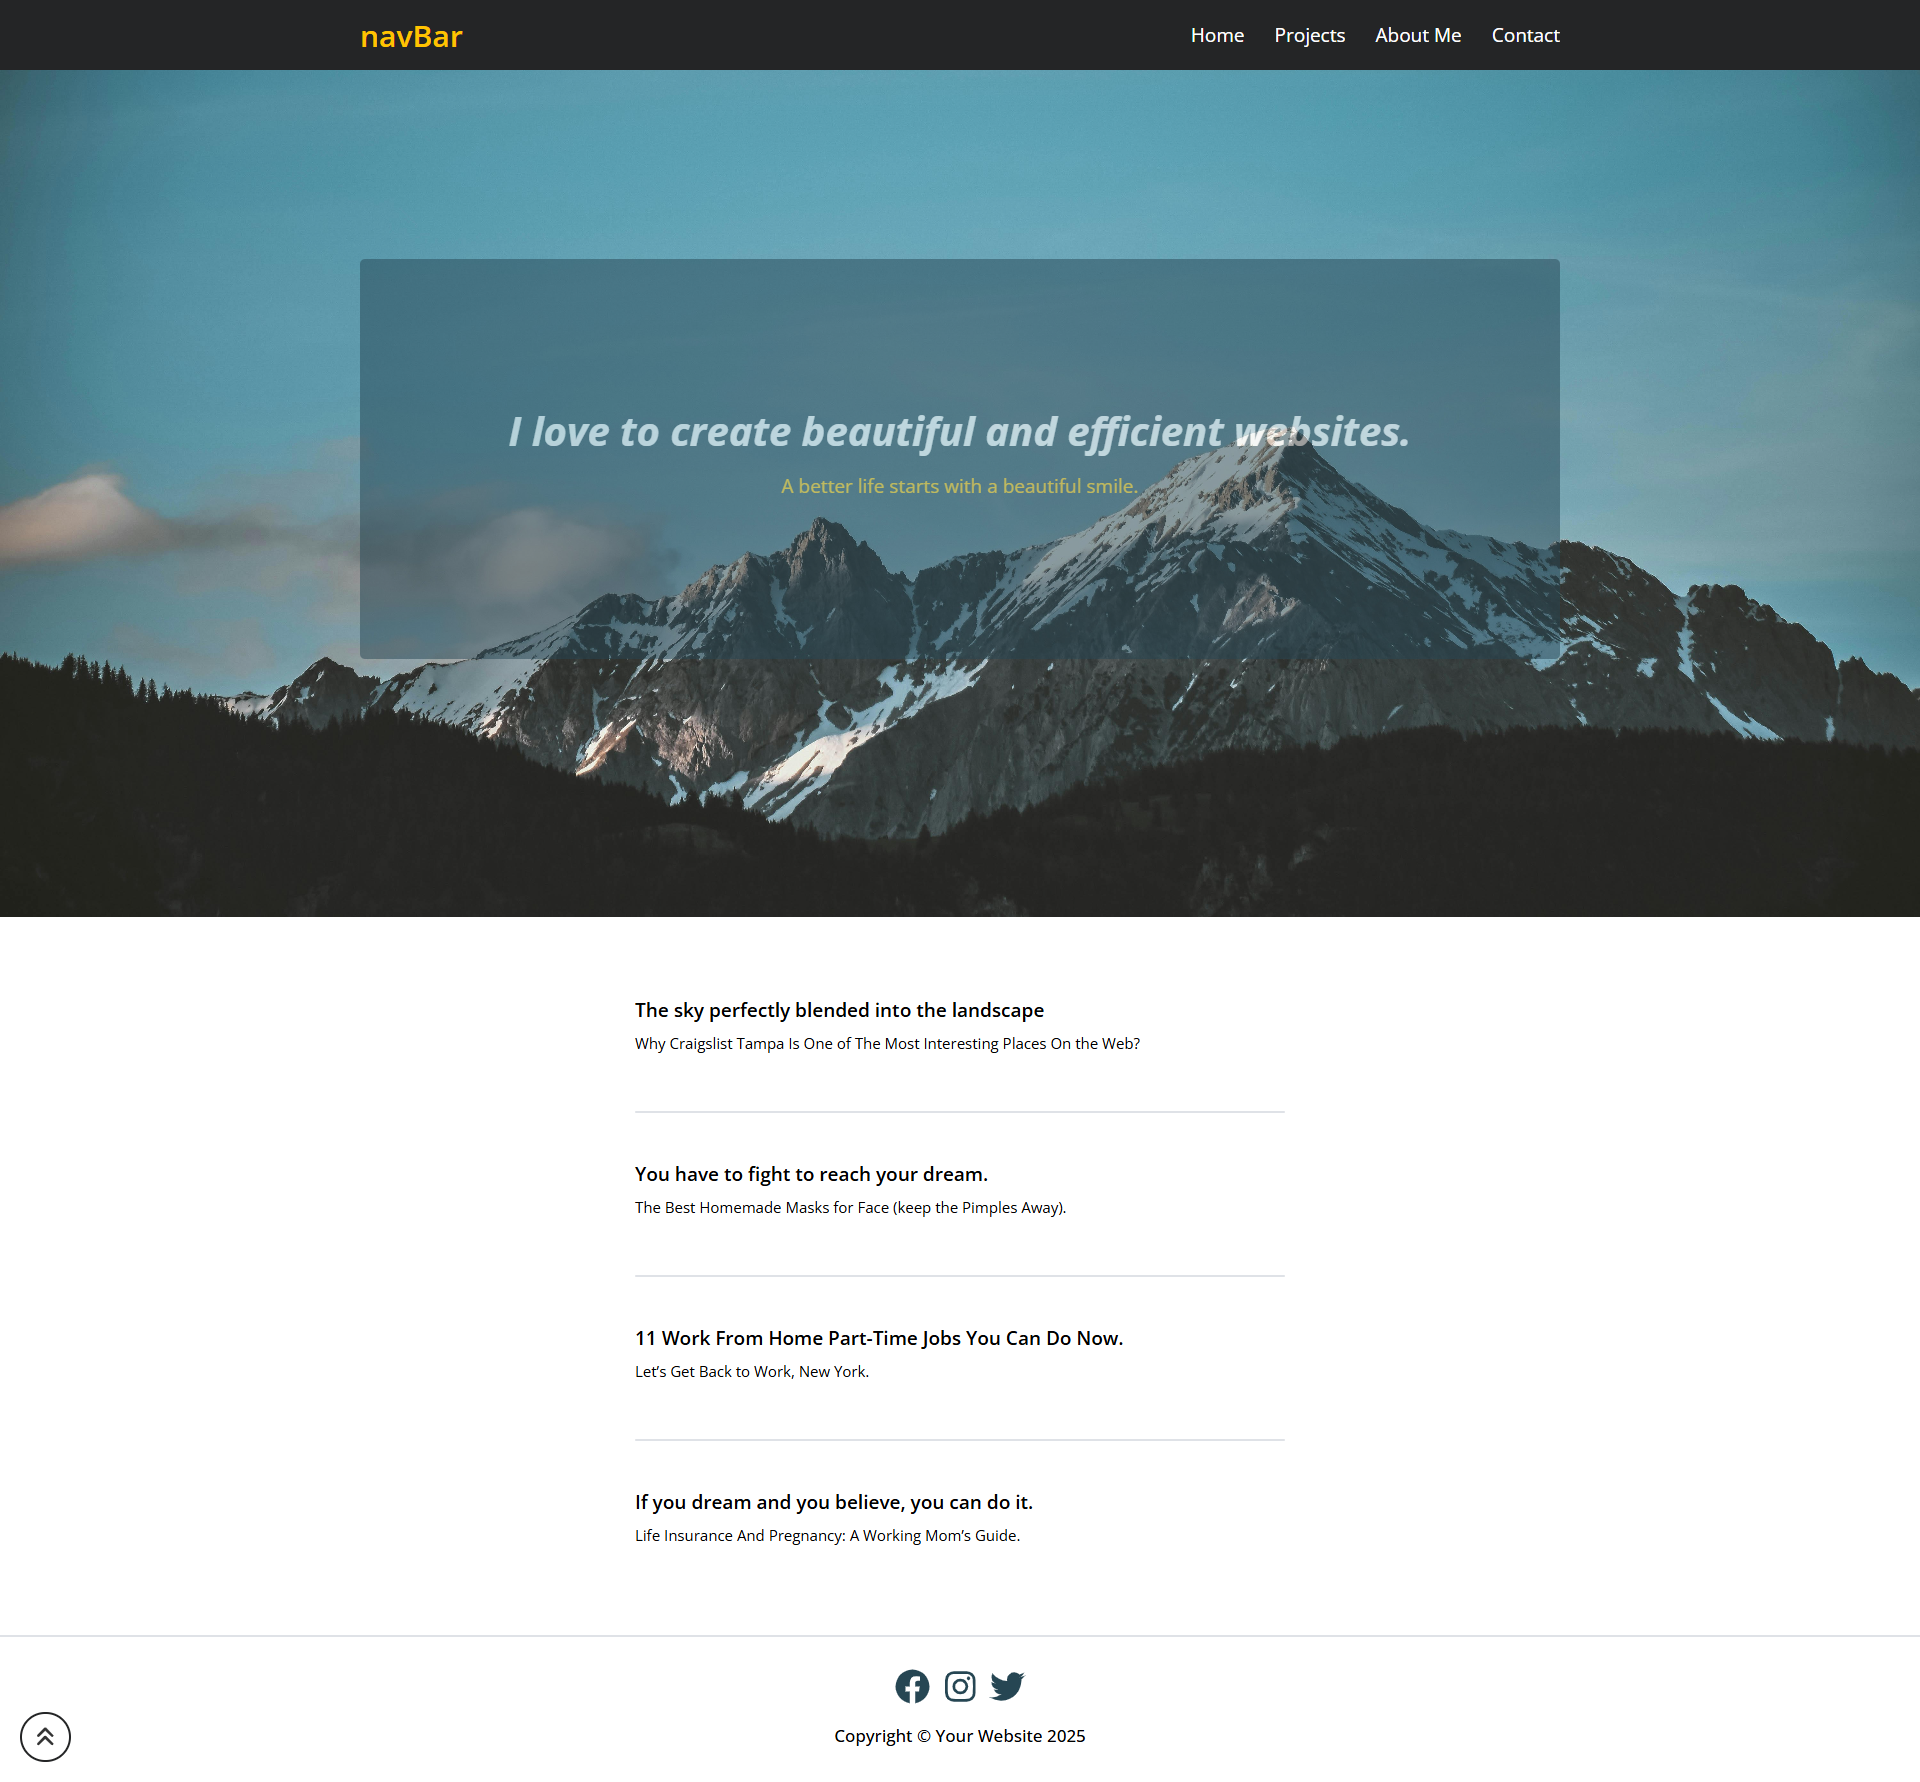 navBar
Home Projects About Me Contact
I love to create beautiful and efficient websites.
A better life starts with a beautiful smile.
The sky perfectly blended into the landscape
Why Craigslist Tampa Is One of The Most Interesting Places On the Web?
You have to fight to reach your dream.
The Best Homemade Masks for Face (keep the Pimples Away).
11 Work From Home Part-Time Jobs You Can Do Now.
Let’s Get Back to Work, New York.
If you dream and you believe, you can do it.
Life Insurance And Pregnancy: A Working Mom’s Guide.
Copyright © Your Website 2025